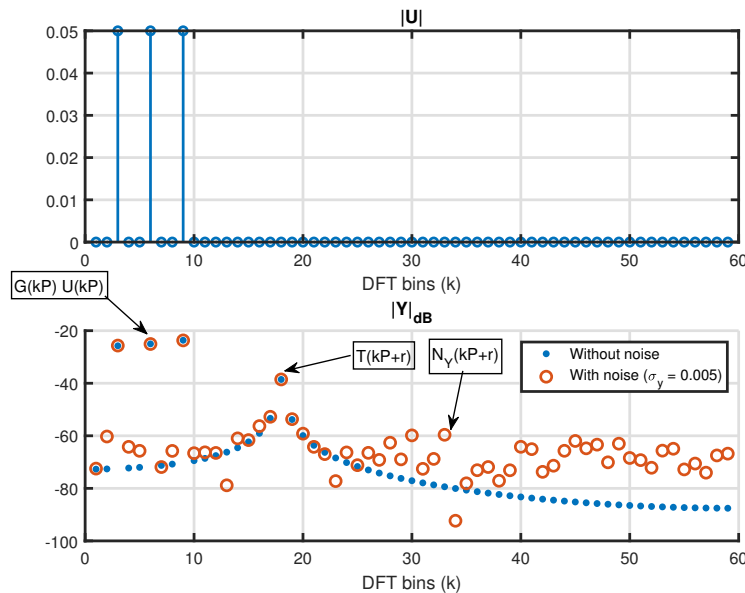 |U|
0.05
0.04
0.03
0.02
0.01
0
0 10 20 30 40 50 60
DFT bins (k)
G(kP) U(kP)
|Y|dB
-20
-40
-60
-80
-100
T(kP+r)
N_Y(kP+r)
Without noise
With noise (σ_y = 0.005)
0 10 20 30 40 50 60
DFT bins (k)